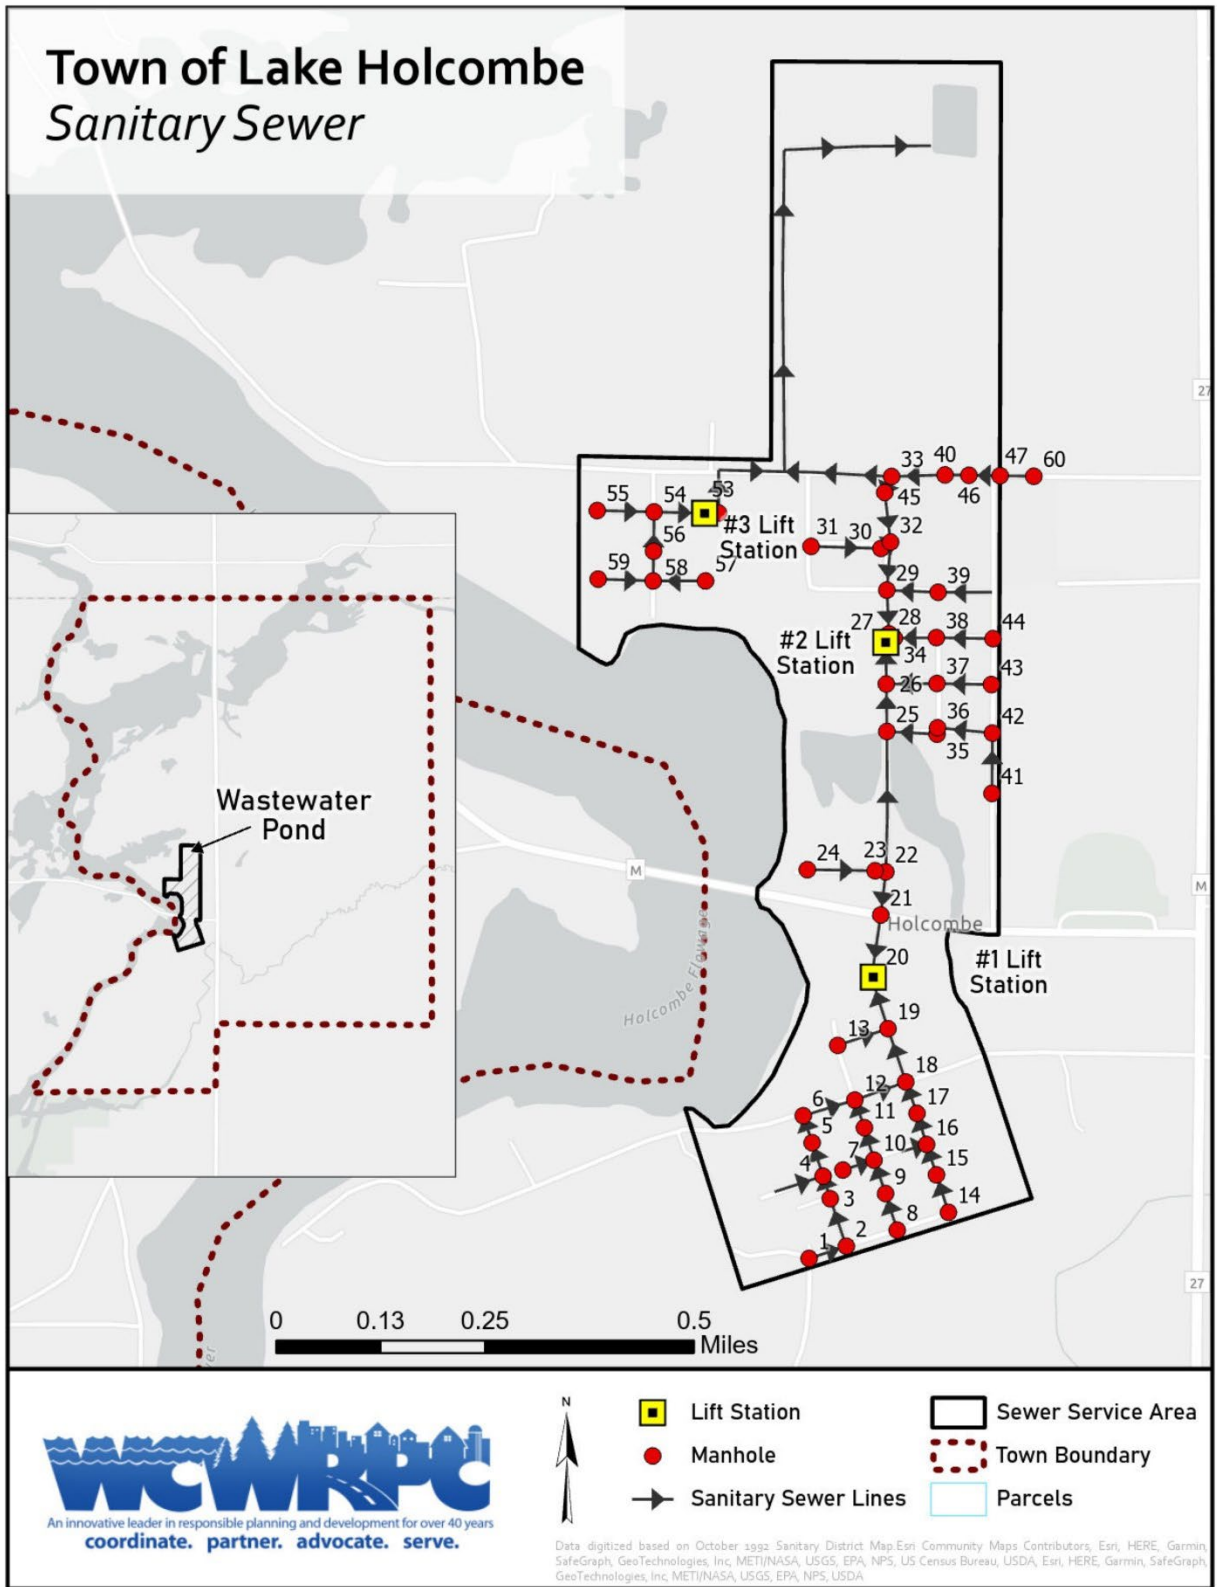 Town of Lake Holcombe
Sanitary Sewer
27
33 40 47 60
45 46
55 54 53
#3 Lift
Station
31 30 32
56
59 58 57
29 39
27 28 38 44
#2 Lift
Station
34
26 37 43
25 36 42
35
41
Wastewater
Pond
M
24 23 22
M
21
Holcombe
20
#1 Lift
Station
Holcombe Flowage
19
13
18
12
6 17
5 11 16
4 7 10 15
9
3 14
8
2
1
27
0 0.13 0.25 0.5
Miles
ver
WCWRPC
An innovative leader in responsible planning and development for over 40 years
coordinate. partner. advocate. serve.
N
Lift Station
Manhole
Sanitary Sewer Lines
Sewer Service Area
Town Boundary
Parcels
Data digitized based on October 1992 Sanitary District Map.Esri Community Maps Contributors, Esri, HERE, Garmin,
SafeGraph, GeoTechnologies, Inc, METI/NASA, USGS, EPA, NPS, US Census Bureau, USDA, Esri, HERE, Garmin, SafeGraph,
GeoTechnologies, Inc, METI/NASA, USGS, EPA, NPS, USDA